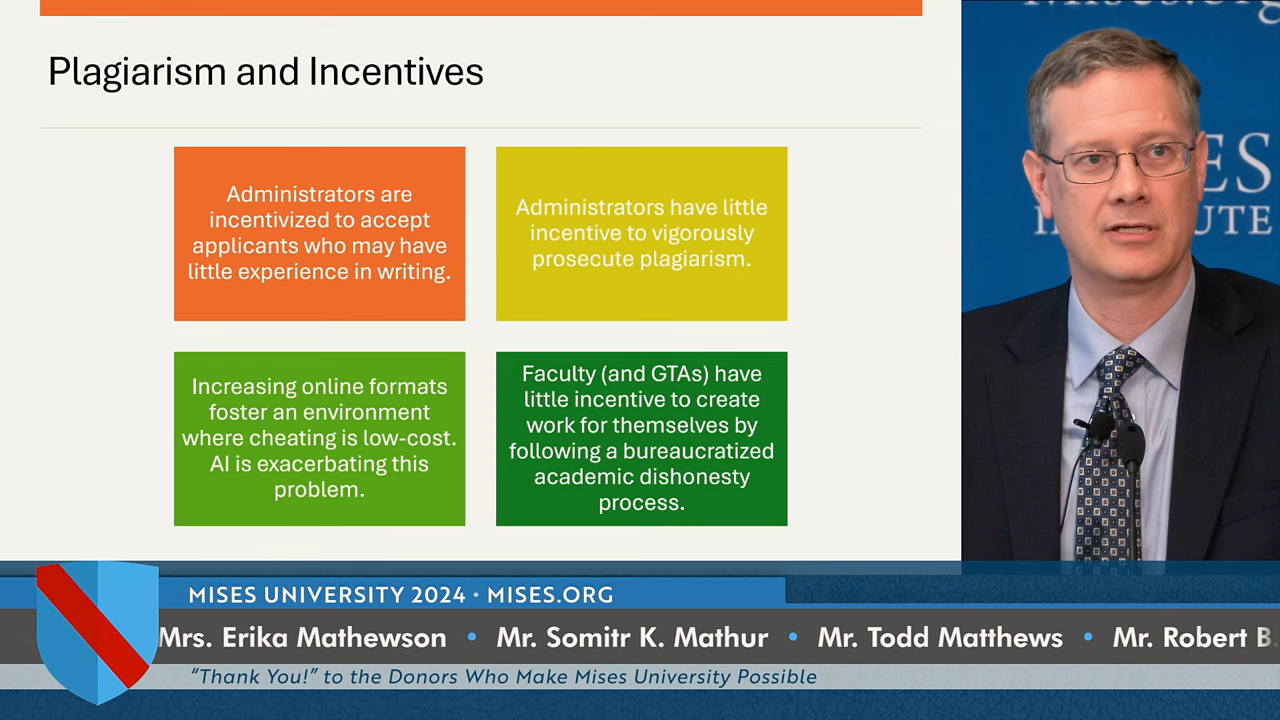 Plagiarism and Incentives
Administrators are
incentivized to accept
applicants who may have
little experience in writing.
Administrators have little
incentive to vigorously
prosecute plagiarism.
Increasing online formats
foster an environment
where cheating is low-cost.
AI is exacerbating this
problem.
Faculty (and GTAs) have
little incentive to create
work for themselves by
following a bureaucratized
academic dishonesty
process.
Mises.org
ES
UTE
MISES UNIVERSITY 2024 • MISES.ORG
Mrs. Erika Mathewson • Mr. Somitr K. Mathur • Mr. Todd Matthews • Mr. Robert B.
“Thank You!” to the Donors Who Make Mises University Possible